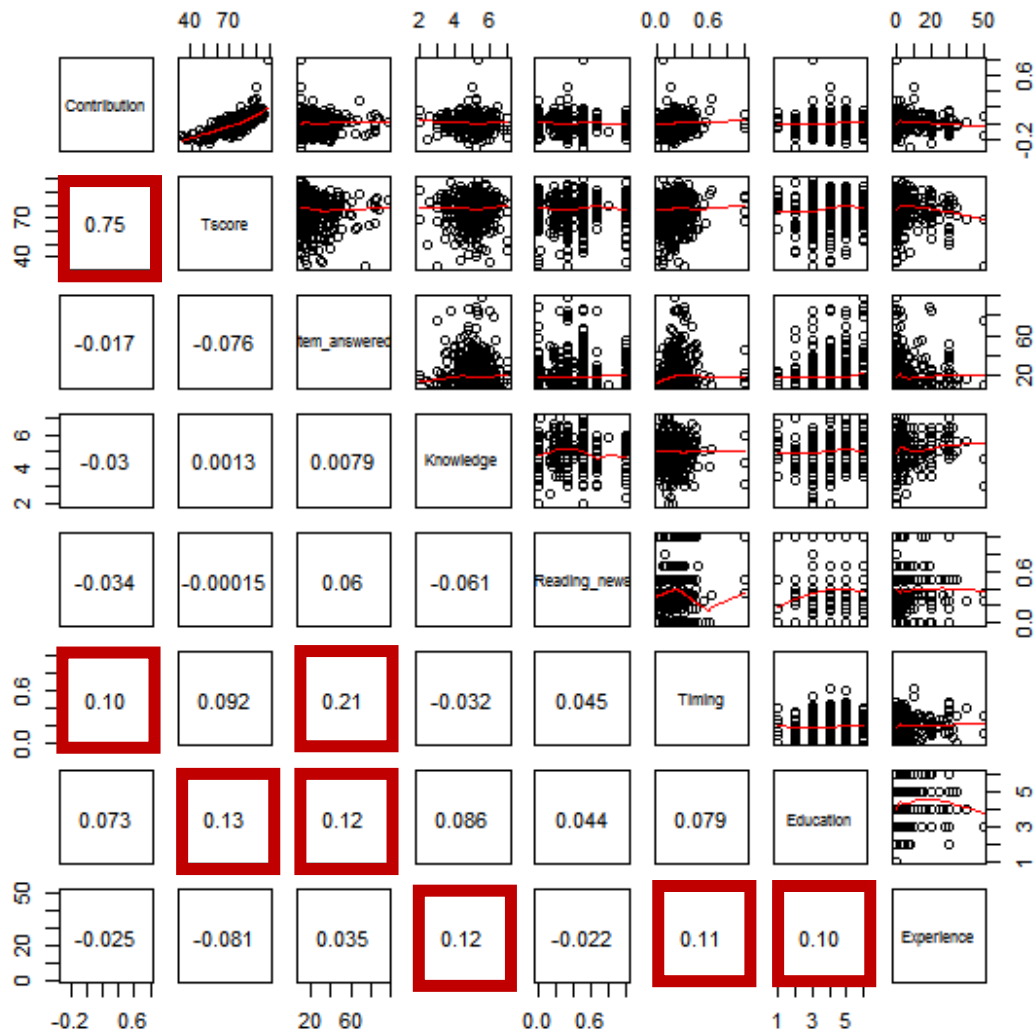 40 70 2 4 6 0.0 0.6 0 20 50
Contribution -0.2 0.6
40 70 0.75 Tscore
-0.017 -0.076 tem_answered 20 60
2 4 6 -0.03 0.0013 0.0079 Knowledge
-0.034 -0.00015 0.06 -0.061 Reading_news 0.0 0.6
0.0 0.6 0.10 0.092 0.21 -0.032 0.045 Timing
0.073 0.13 0.12 0.086 0.044 0.079 Education 1 3 5
0 20 50 -0.025 -0.081 0.035 0.12 -0.022 0.11 0.10 Experience
-0.2 0.6 20 60 0.0 0.6 1 3 5